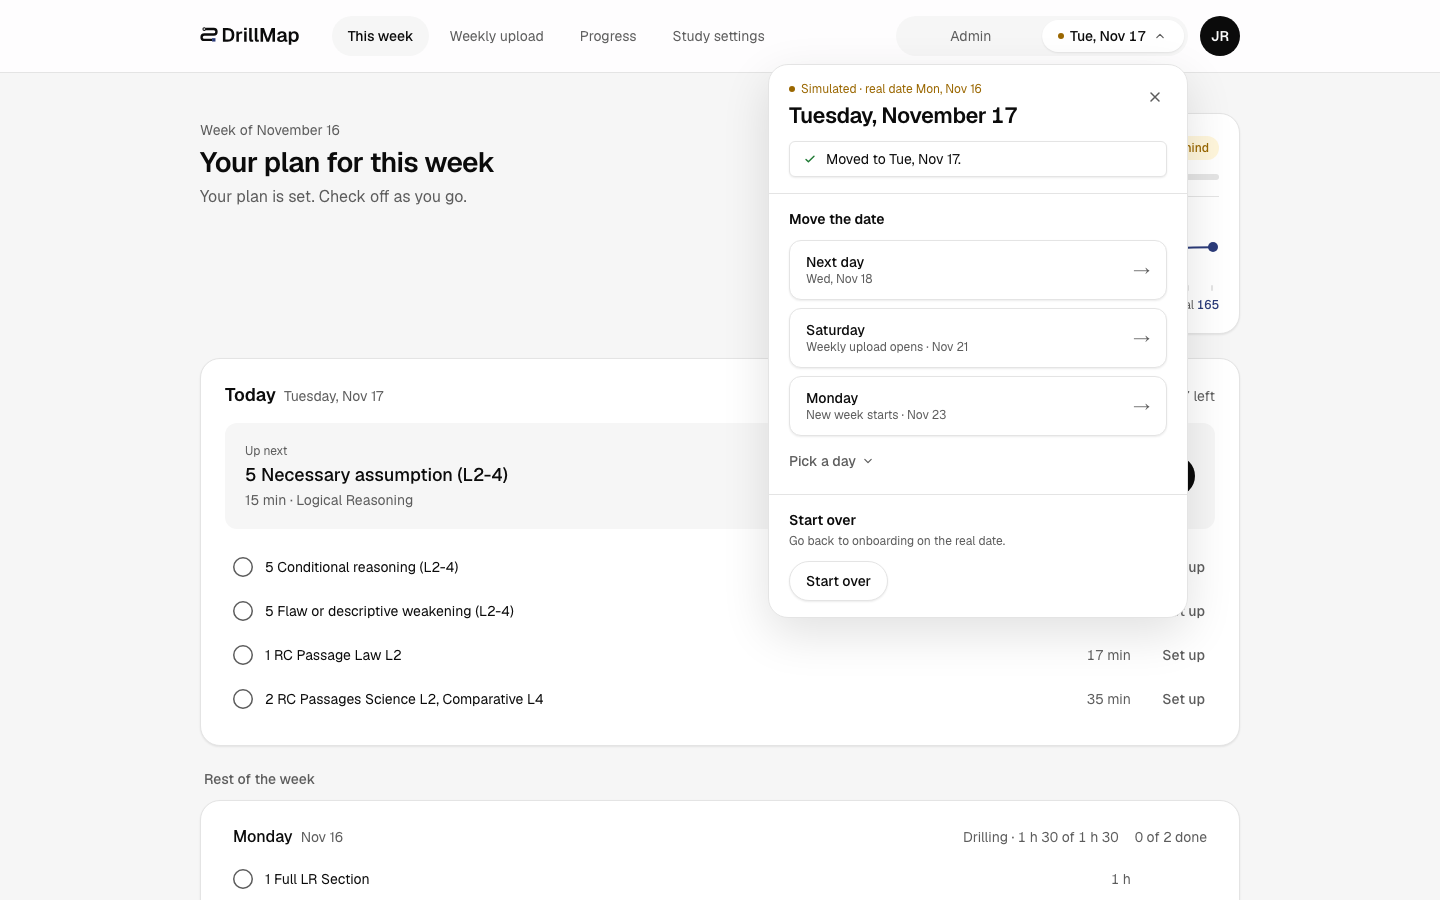 DrillMap
This week
Weekly upload
Progress
Study settings
Admin
Tue, Nov 17
JR
Week of November 16
Your plan for this week
Your plan is set. Check off as you go.
Simulated · real date Mon, Nov 16
Tuesday, November 17
Moved to Tue, Nov 17.
Move the date
Next day
Wed, Nov 18
Saturday
Weekly upload opens · Nov 21
Monday
New week starts · Nov 23
Pick a day
Start over
Go back to onboarding on the real date.
Start over
165
Today Tuesday, Nov 17
left
Up next
5 Necessary assumption (L2-4)
15 min · Logical Reasoning
5 Conditional reasoning (L2-4)
up
5 Flaw or descriptive weakening (L2-4)
up
1 RC Passage Law L2
17 min
Set up
2 RC Passages Science L2, Comparative L4
35 min
Set up
Rest of the week
Monday Nov 16
Drilling · 1 h 30 of 1 h 30
0 of 2 done
1 Full LR Section
1 h